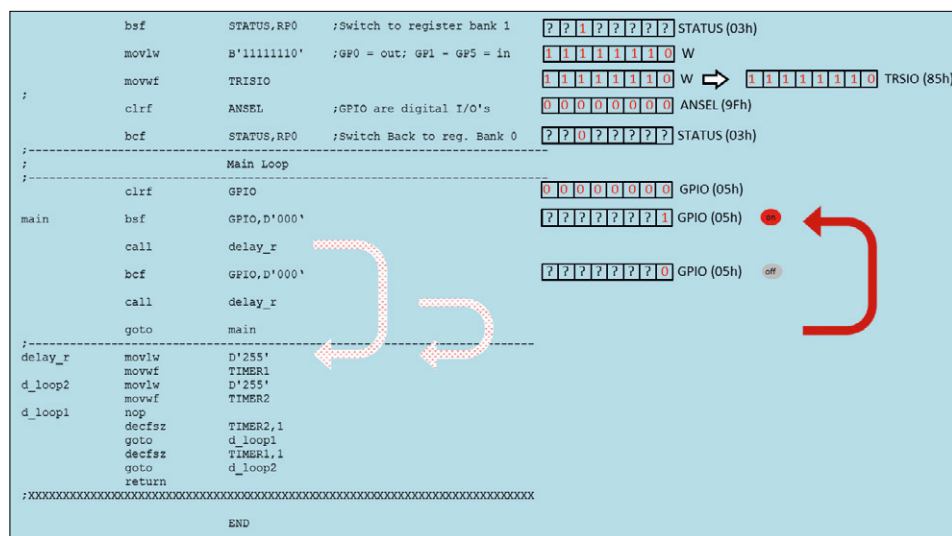 bsf STATUS,RP0 ;Switch to register bank 1 ? ? 1 ? ? ? ? ? STATUS (03h)
movlw B'11111110' ;GP0 = out; GP1 - GP5 = in 1 1 1 1 1 1 1 0 W
movwf TRISIO 1 1 1 1 1 1 1 0 W 1 1 1 1 1 1 1 0 TRSIO (85h)
;
clrf ANSEL ;GPIO are digital I/O's 0 0 0 0 0 0 0 0 ANSEL (9Fh)
bcf STATUS,RP0 ;Switch Back to reg. Bank 0 ? ? 0 ? ? ? ? ? STATUS (03h)
;--------------------------------------------------------------------------
; Main Loop
;--------------------------------------------------------------------------
clrf GPIO 0 0 0 0 0 0 0 0 GPIO (05h)
main bsf GPIO,D'000' ? ? ? ? ? ? ? 1 GPIO (05h) on
call delay_r
bcf GPIO,D'000' ? ? ? ? ? ? ? 0 GPIO (05h) off
call delay_r
goto main
;--------------------------------------------------------------------------
delay_r movlw D'255'
movwf TIMER1
d_loop2 movlw D'255'
movwf TIMER2
d_loop1 nop
decfsz TIMER2,1
goto d_loop1
decfsz TIMER1,1
goto d_loop2
return
;XXXXXXXXXXXXXXXXXXXXXXXXXXXXXXXXXXXXXXXXXXXXXXXXXXXXXXXXXXXXXXXXXXXXXXXXX
END